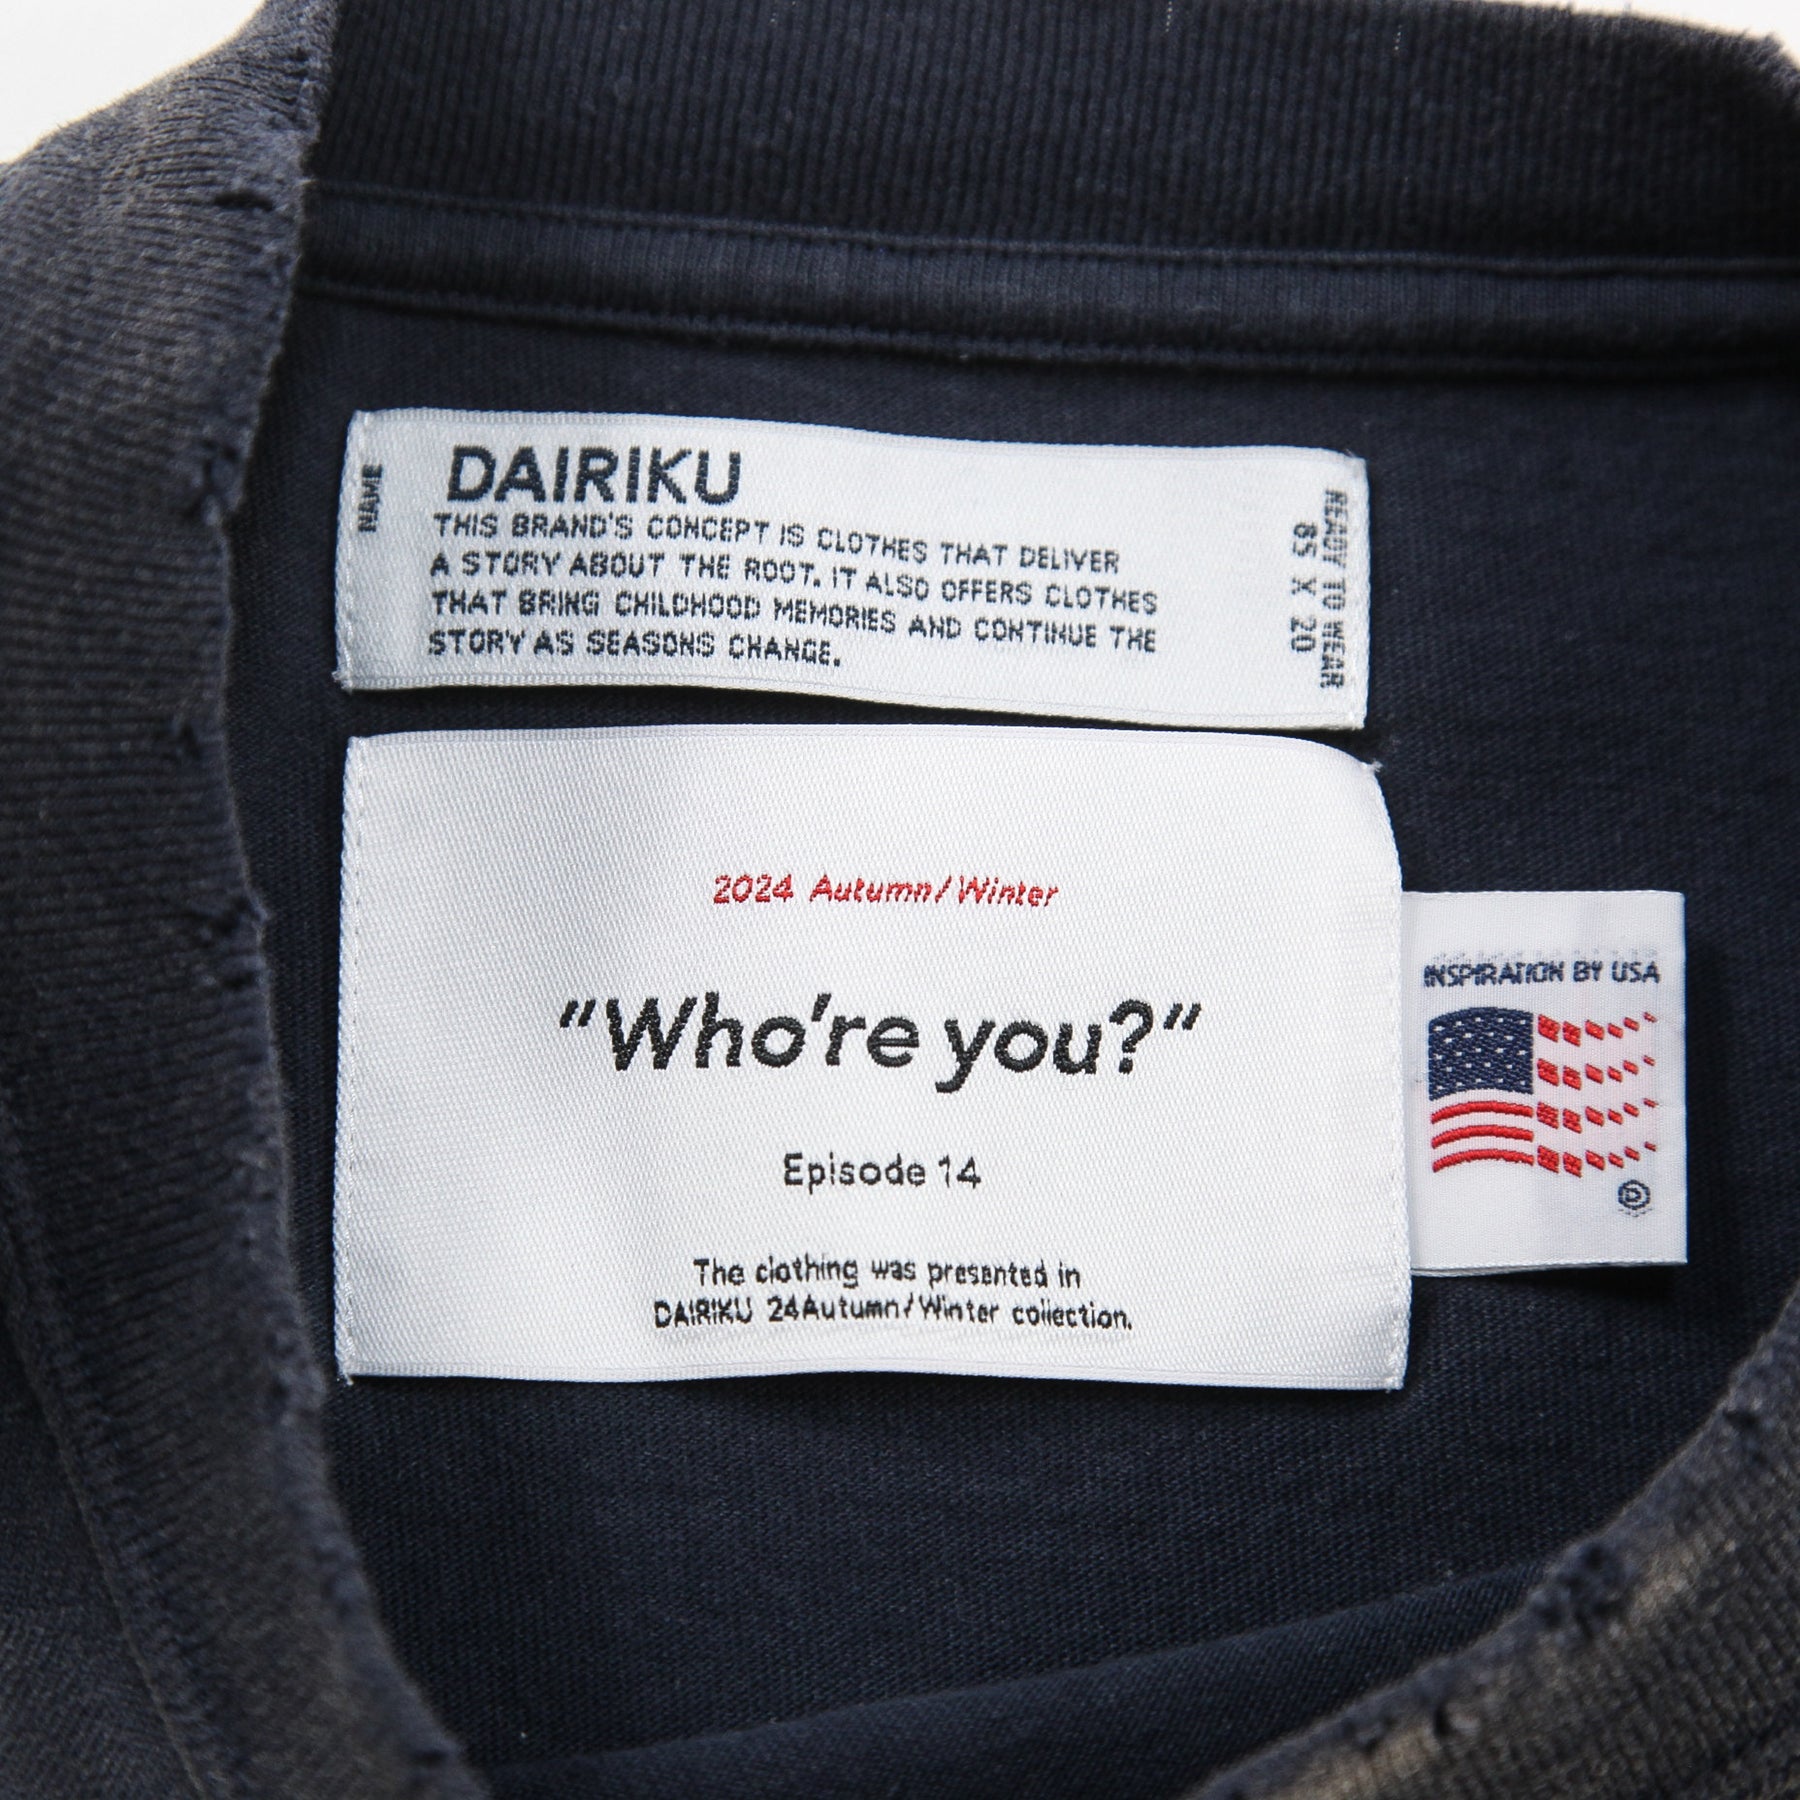 NAME
DAIRIKU
THIS BRAND'S CONCEPT IS CLOTHES THAT DELIVER
A STORY ABOUT THE ROOT. IT ALSO OFFERS CLOTHES
THAT BRING CHILDHOOD MEMORIES AND CONTINUE THE
STORY AS SEASONS CHANGE.
READY TO WEAR
85 X 20
2024 Autumn/Winter
"Who're you?"
Episode 14
The clothing was presented in
DAIRIKU 24Autumn/Winter collection.
INSPIRATION BY USA